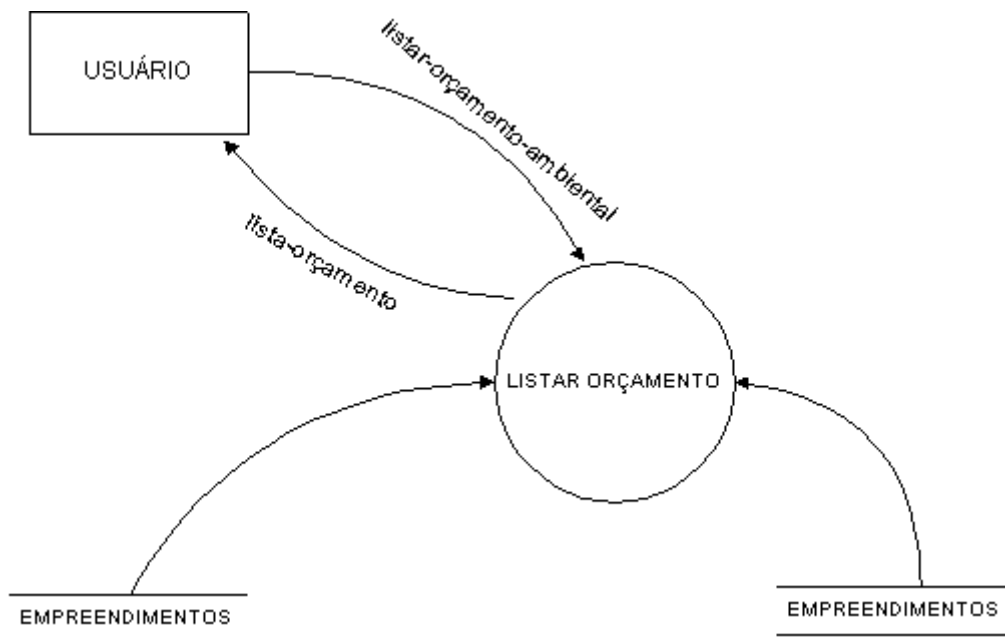 USUÁRIO
listar-orçamento-ambiental
lista-orçamento
LISTAR ORÇAMENTO
EMPREENDIMENTOS
EMPREENDIMENTOS